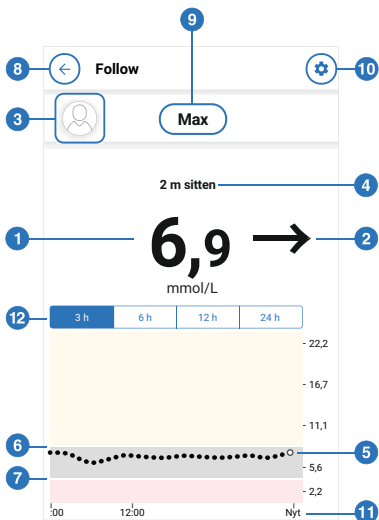 9
8 Follow 10
3 Max
2 m sitten 4
1 6,9 2
mmol/L
12 3 h 6 h 12 h 24 h
22,2
16,7
11,1
6 5
5,6
7
2,2
:00 12:00 Nyt 11